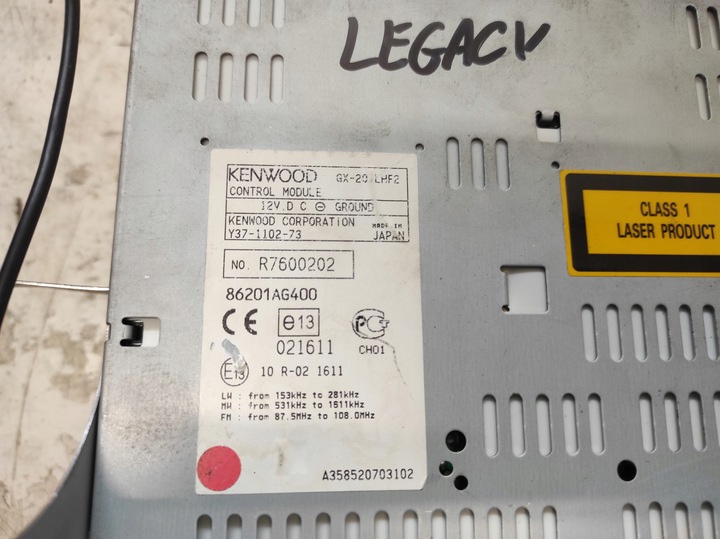 LEGACY
KENWOOD
CONTROL MODULE
12V.D C ⊖ GROUND
KENWOOD CORPORATION
Y37-1102-73
MADE IN
JAPAN
NO. R7600202
86201AG400
CE e13
021611 CH01
E13 10 R-02 1611
LW : from 153kHz to 281kHz
MW : from 531kHz to 1611kHz
FM : from 87.5MHz to 108.0MHz
A358520703102
CLASS 1
LASER PRODUCT